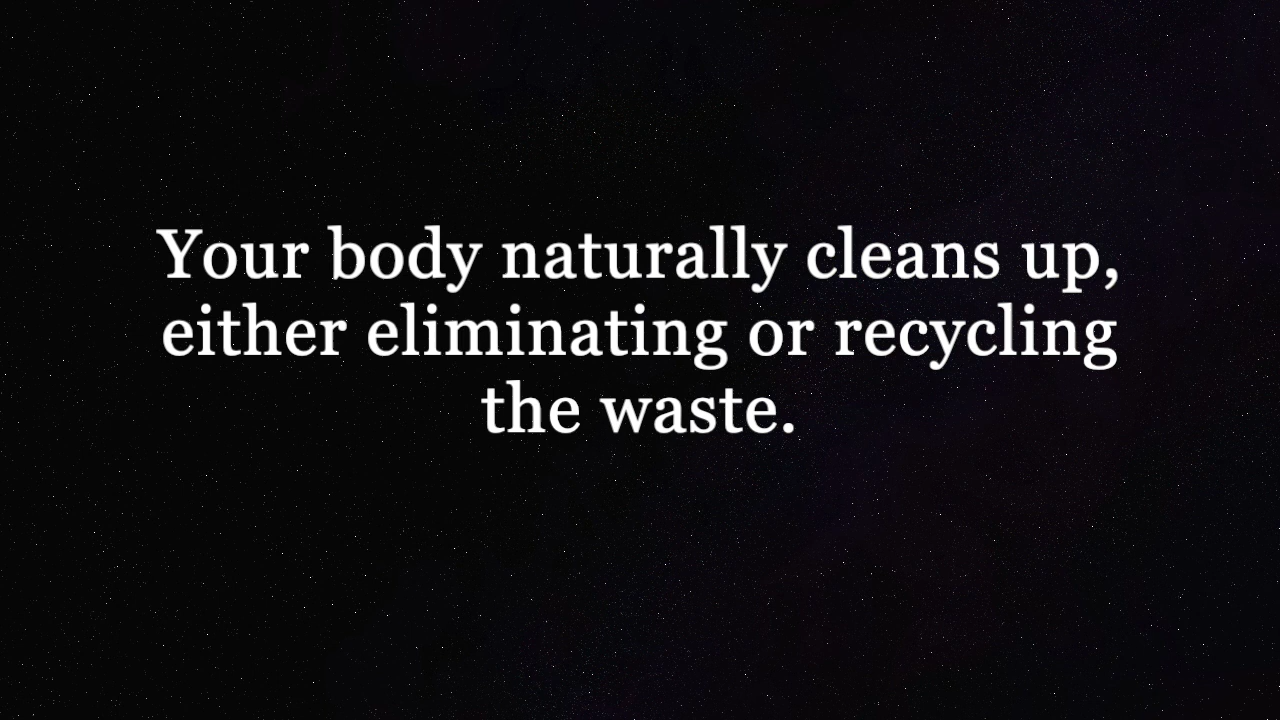 Your body naturally cleans up,
either eliminating or recycling
the waste.